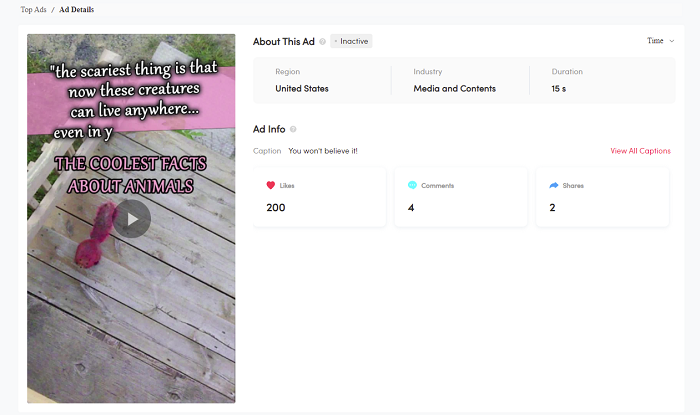 Top Ads / Ad Details
"the scariest thing is that
now these creatures
can live anywhere...
even in y
THE COOLEST FACTS
ABOUT ANIMALS
About This Ad
Inactive
Time
Region
Industry
Duration
United States
Media and Contents
15 s
Ad Info
Caption You won't believe it!
View All Captions
Likes
Comments
Shares
200
4
2